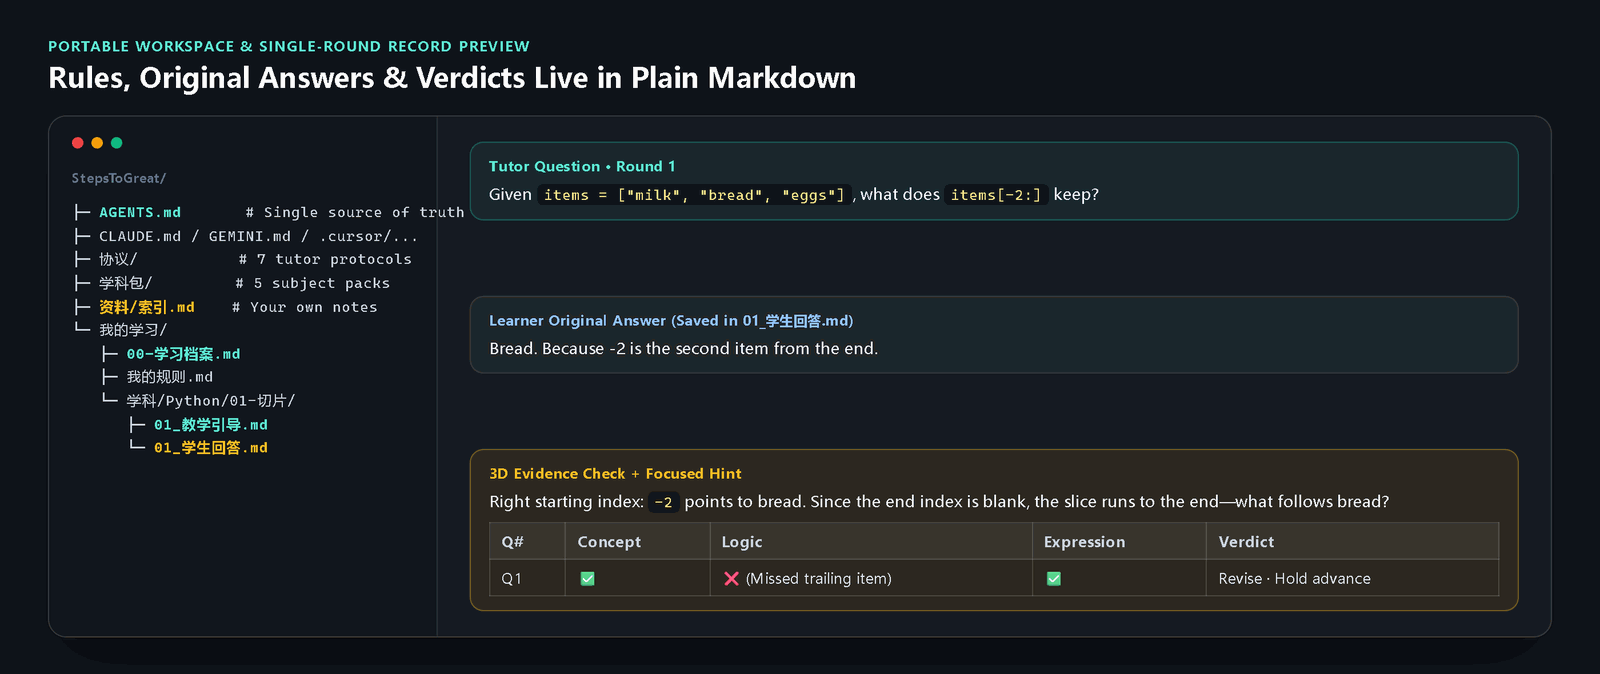 PORTABLE WORKSPACE & SINGLE-ROUND RECORD PREVIEW
Rules, Original Answers & Verdicts Live in Plain Markdown
StepsToGreat/
├─ AGENTS.md # Single source of truth
├─ CLAUDE.md / GEMINI.md / .cursor/...
├─ 协议/ # 7 tutor protocols
├─ 学科包/ # 5 subject packs
├─ 资料/索引.md # Your own notes
└─ 我的学习/
├─ 00-学习档案.md
├─ 我的规则.md
└─ 学科/Python/01-切片/
├─ 01_教学引导.md
└─ 01_学生回答.md
Tutor Question • Round 1
Given items = ["milk", "bread", "eggs"], what does items[-2:] keep?
Learner Original Answer (Saved in 01_学生回答.md)
Bread. Because -2 is the second item from the end.
3D Evidence Check + Focused Hint
Right starting index: -2 points to bread. Since the end index is blank, the slice runs to the end—what follows bread?
Q# Concept Logic Expression Verdict
Q1 ✅ ❌ (Missed trailing item) ✅ Revise · Hold advance